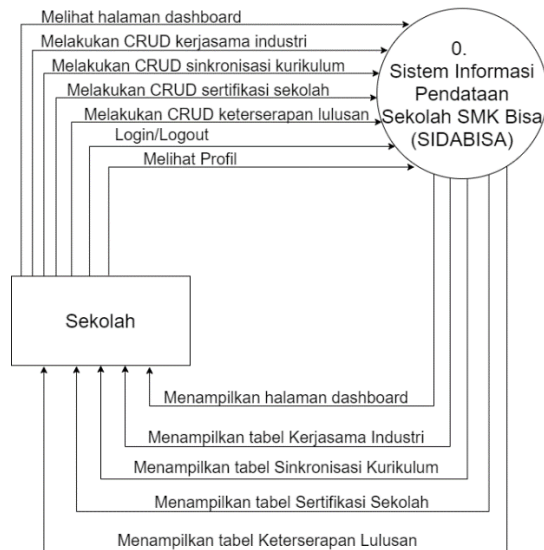 Melihat halaman dashboard
Melakukan CRUD kerjasama industri
Melakukan CRUD sinkronisasi kurikulum
Melakukan CRUD sertifikasi sekolah
Melakukan CRUD keterserapan lulusan
Login/Logout
Melihat Profil
0.
Sistem Informasi
Pendataan
Sekolah SMK Bisa
(SIDABISA)
Sekolah
Menampilkan halaman dashboard
Menampilkan tabel Kerjasama Industri
Menampilkan tabel Sinkronisasi Kurikulum
Menampilkan tabel Sertifikasi Sekolah
Menampilkan tabel Keterserapan Lulusan